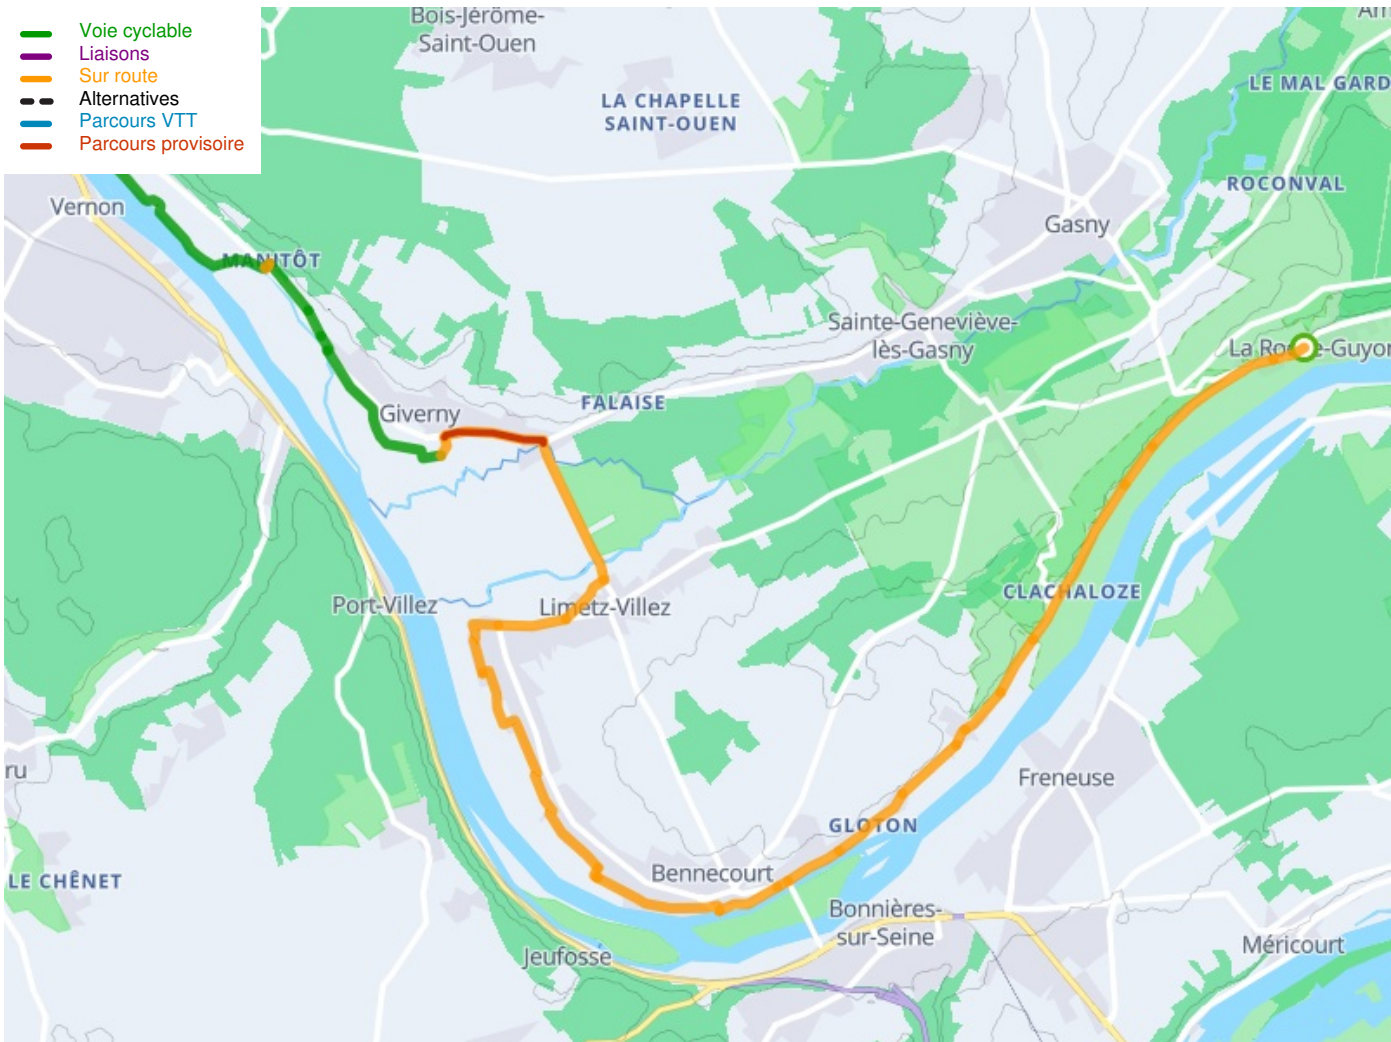 Voie cyclable
Liaisons
Sur route
Alternatives
Parcours VTT
Parcours provisoire
Bois-Jérôme-
Saint-Ouen
LA CHAPELLE
SAINT-OUEN
LE MAL GARD
ROCONVAL
Vernon
Gasny
MANITÔT
Sainte-Geneviève-
lès-Gasny
La Roche-Guyon
FALAISE
Giverny
CLACHALOZE
Port-Villez
Limetz-Villez
ru
Freneuse
GLOTON
Bennecourt
LE CHÊNET
Bonnières-
sur-Seine
Méricourt
Jeufosse